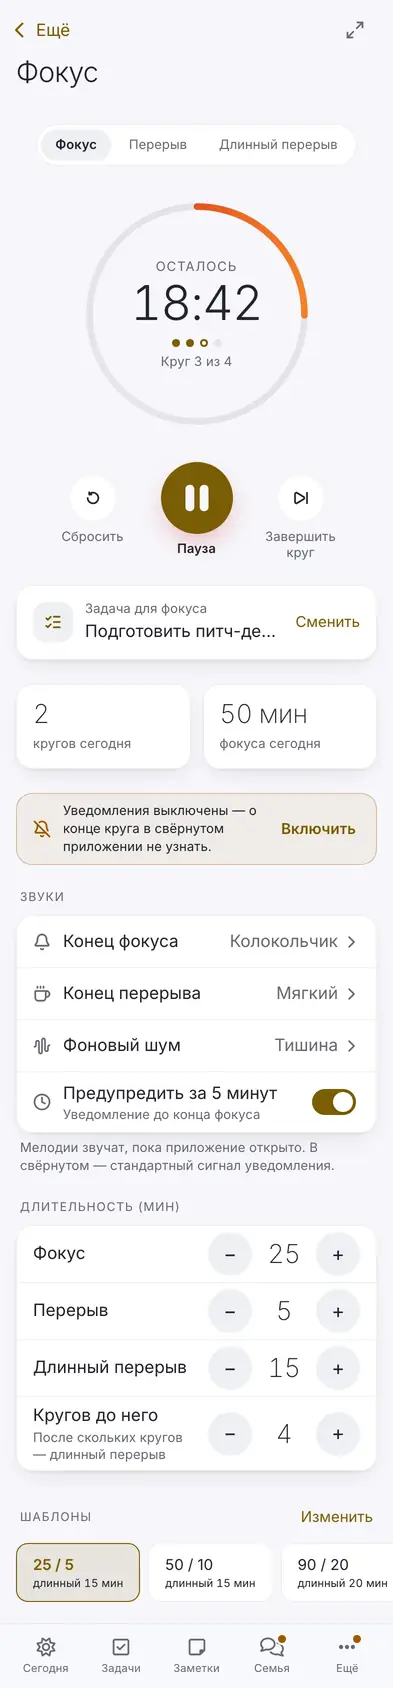 Ещё
Фокус
Фокус
Перерыв
Длинный перерыв
ОСТАЛОСЬ
18:42
Круг 3 из 4
Сбросить
Пауза
Завершить
круг
Задача для фокуса
Подготовить питч-де...
Сменить
2
кругов сегодня
50 мин
фокуса сегодня
Уведомления выключены — о
конце круга в свёрнутом
приложении не узнать.
Включить
ЗВУКИ
Конец фокуса
Колокольчик
Конец перерыва
Мягкий
Фоновый шум
Тишина
Предупредить за 5 минут
Уведомление до конца фокуса
Мелодии звучат, пока приложение открыто. В
свёрнутом — стандартный сигнал уведомления.
ДЛИТЕЛЬНОСТЬ (МИН)
Фокус
− 25 +
Перерыв
− 5 +
Длинный перерыв
− 15 +
Кругов до него
После скольких кругов
— длинный перерыв
− 4 +
ШАБЛОНЫ
Изменить
25 / 5
длинный 15 мин
50 / 10
длинный 15 мин
90 / 20
длинный 20 мин
Сегодня
Задачи
Заметки
Семья
Ещё